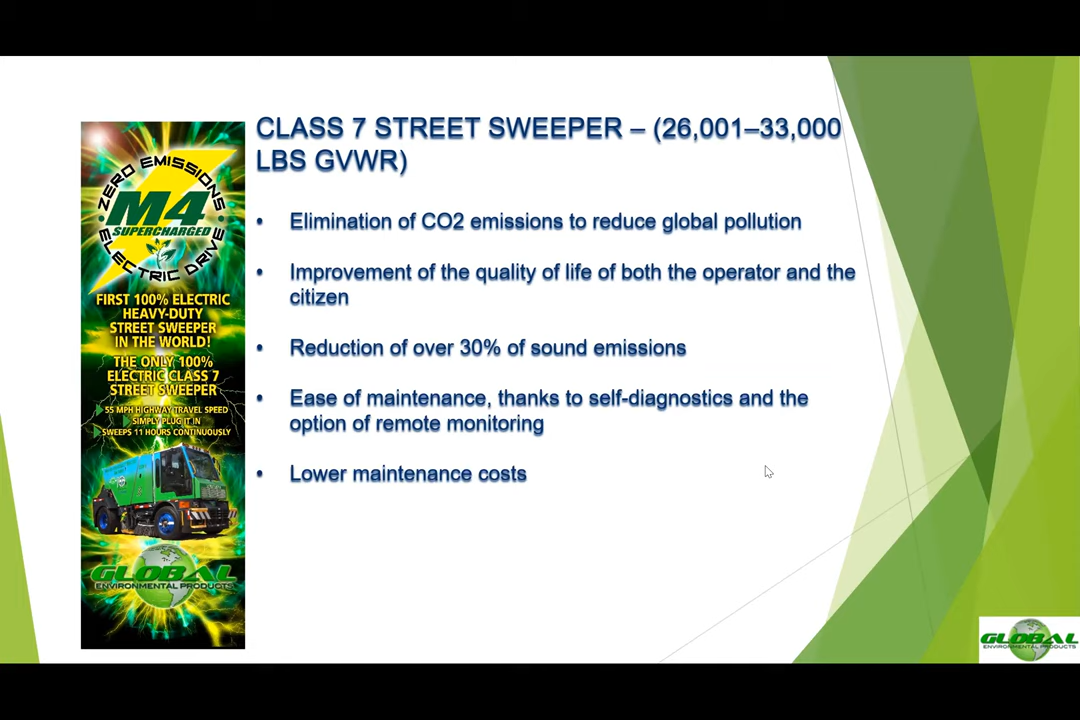 ZERO EMISSIONS
M4
SUPERCHARGED
ELECTRIC DRIVE
FIRST 100% ELECTRIC
HEAVY-DUTY
STREET SWEEPER
IN THE WORLD!
THE ONLY 100%
ELECTRIC CLASS 7
STREET SWEEPER
55 MPH HIGHWAY TRAVEL SPEED
SIMPLY PLUG IT IN
SWEEPS 11 HOURS CONTINUOUSLY
GLOBAL
ENVIRONMENTAL PRODUCTS
CLASS 7 STREET SWEEPER – (26,001–33,000
LBS GVWR)
• Elimination of CO2 emissions to reduce global pollution
• Improvement of the quality of life of both the operator and the
citizen
• Reduction of over 30% of sound emissions
• Ease of maintenance, thanks to self-diagnostics and the
option of remote monitoring
• Lower maintenance costs
GLOBAL
ENVIRONMENTAL PRODUCTS